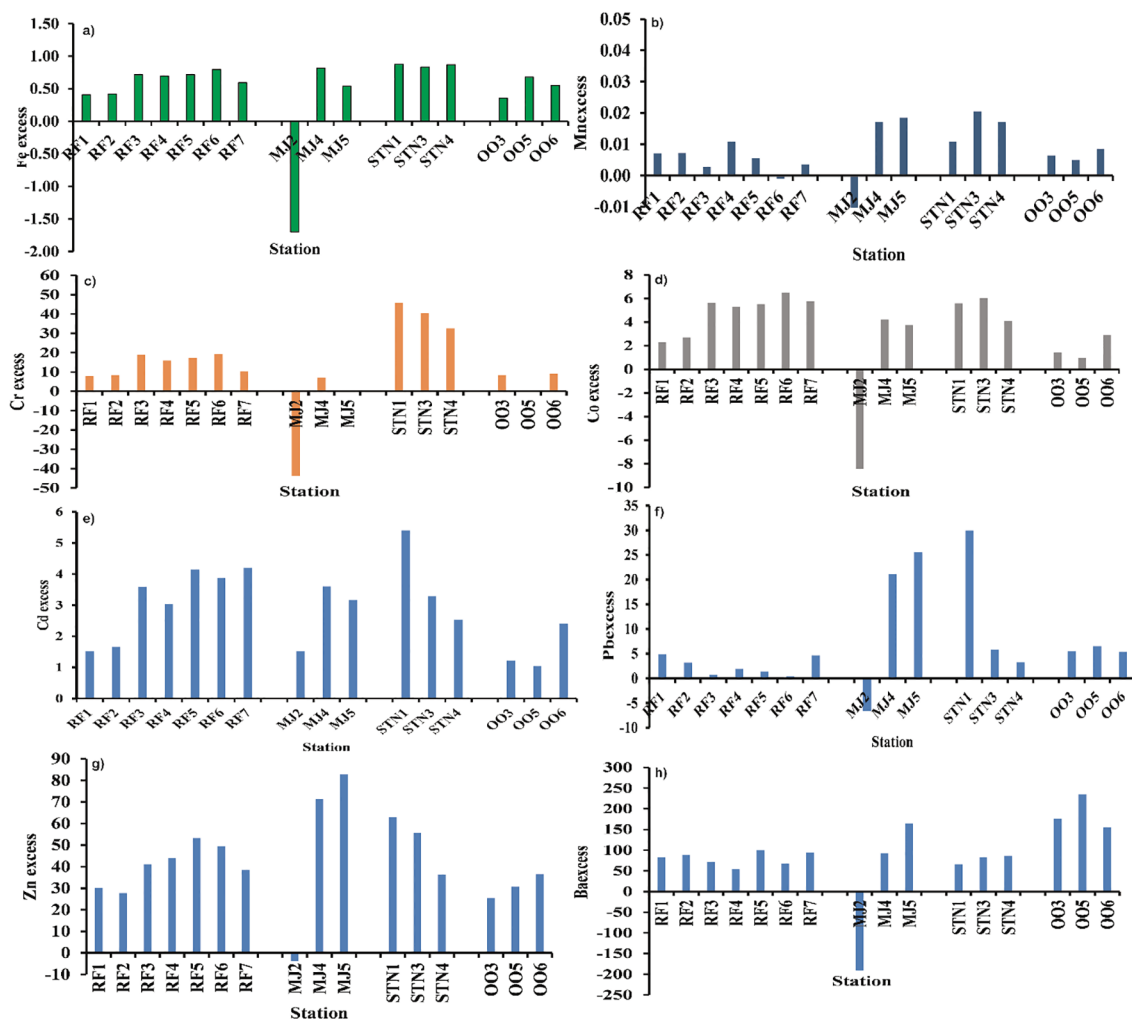 a)
Fe excess
1.50
1.00
0.50
0.00
-0.50
-1.00
-1.50
-2.00
RF1 RF2 RF3 RF4 RF5 RF6 RF7 MJ2 MJ4 MJ5 STN1 STN3 STN4 OO3 OO5 OO6
Station
b)
Mnexcess
0.05
0.04
0.03
0.02
0.01
0.00
-0.01
RF1 RF2 RF3 RF4 RF5 RF6 RF7 MJ2 MJ4 MJ5 STN1 STN3 STN4 OO3 OO5 OO6
Station
c)
Cr excess
60
50
40
30
20
10
0
-10
-20
-30
-40
-50
RF1 RF2 RF3 RF4 RF5 RF6 RF7 MJ2 MJ4 MJ5 STN1 STN3 STN4 OO3 OO5 OO6
Station
d)
Co excess
8
6
4
2
0
-2
-4
-6
-8
-10
RF1 RF2 RF3 RF4 RF5 RF6 RF7 MJ2 MJ4 MJ5 STN1 STN3 STN4 OO3 OO5 OO6
Station
e)
Cd excess
6
5
4
3
2
1
0
RF1 RF2 RF3 RF4 RF5 RF6 RF7 MJ2 MJ4 MJ5 STN1 STN3 STN4 OO3 OO5 OO6
Station
f)
Pbexcess
35
30
25
20
15
10
5
0
-5
-10
RF1 RF2 RF3 RF4 RF5 RF6 RF7 MJ2 MJ4 MJ5 STN1 STN3 STN4 OO3 OO5 OO6
Station
g)
Zn excess
90
80
70
60
50
40
30
20
10
0
-10
RF1 RF2 RF3 RF4 RF5 RF6 RF7 MJ2 MJ4 MJ5 STN1 STN3 STN4 OO3 OO5 OO6
Station
h)
Baexcess
300
250
200
150
100
50
0
-50
-100
-150
-200
-250
RF1 RF2 RF3 RF4 RF5 RF6 RF7 MJ2 MJ4 MJ5 STN1 STN3 STN4 OO3 OO5 OO6
Station